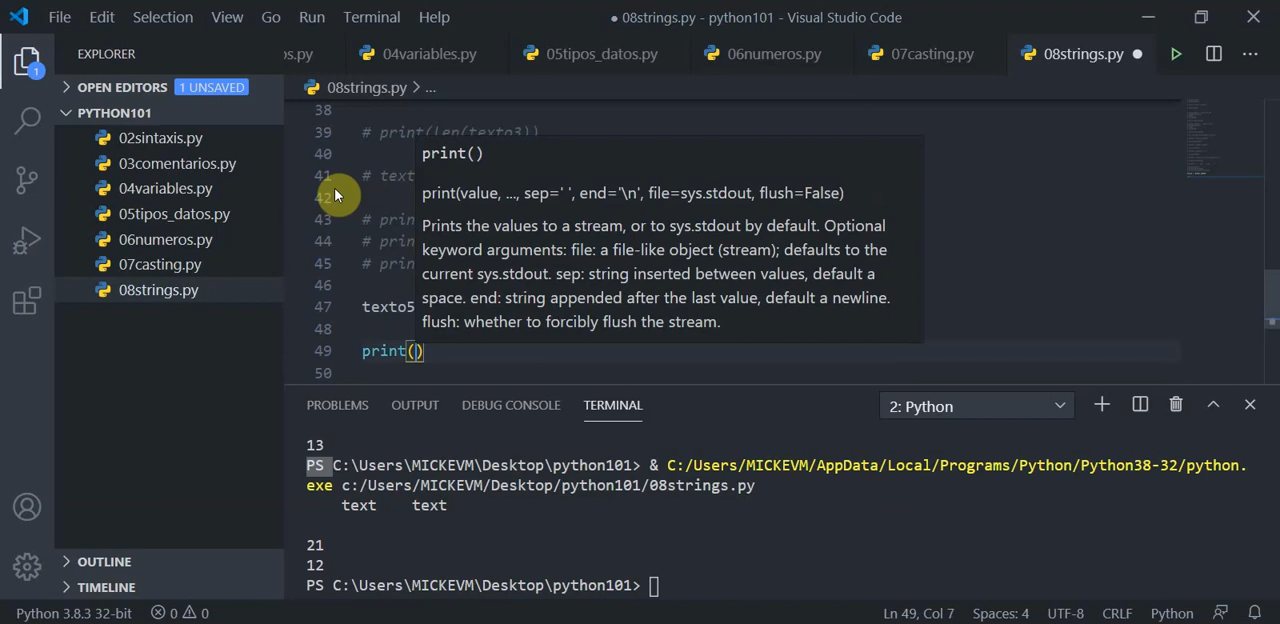 File Edit Selection View Go Run Terminal Help
● 08strings.py - python101 - Visual Studio Code
EXPLORER
os.py 04variables.py 05tipos_datos.py 06numeros.py 07casting.py 08strings.py
OPEN EDITORS 1 UNSAVED
PYTHON101
02sintaxis.py
03comentarios.py
04variables.py
05tipos_datos.py
06numeros.py
07casting.py
08strings.py
OUTLINE
TIMELINE
1
08strings.py > ...
38
39 # print(len(texto3))
40
41 # text
42
43 # prin
44 # prin
45 # prin
46
47 texto5
48
49 print()
50
print()
print(value, ..., sep=' ', end='\n', file=sys.stdout, flush=False)
Prints the values to a stream, or to sys.stdout by default. Optional
keyword arguments: file: a file-like object (stream); defaults to the
current sys.stdout. sep: string inserted between values, default a
space. end: string appended after the last value, default a newline.
flush: whether to forcibly flush the stream.
PROBLEMS OUTPUT DEBUG CONSOLE TERMINAL 2: Python
13
PS C:\Users\MICKEVM\Desktop\python101> & C:/Users/MICKEVM/AppData/Local/Programs/Python/Python38-32/python.
exe c:/Users/MICKEVM/Desktop/python101/08strings.py
text text
21
12
PS C:\Users\MICKEVM\Desktop\python101>
Python 3.8.3 32-bit 0 0 Ln 49, Col 7 Spaces: 4 UTF-8 CRLF Python